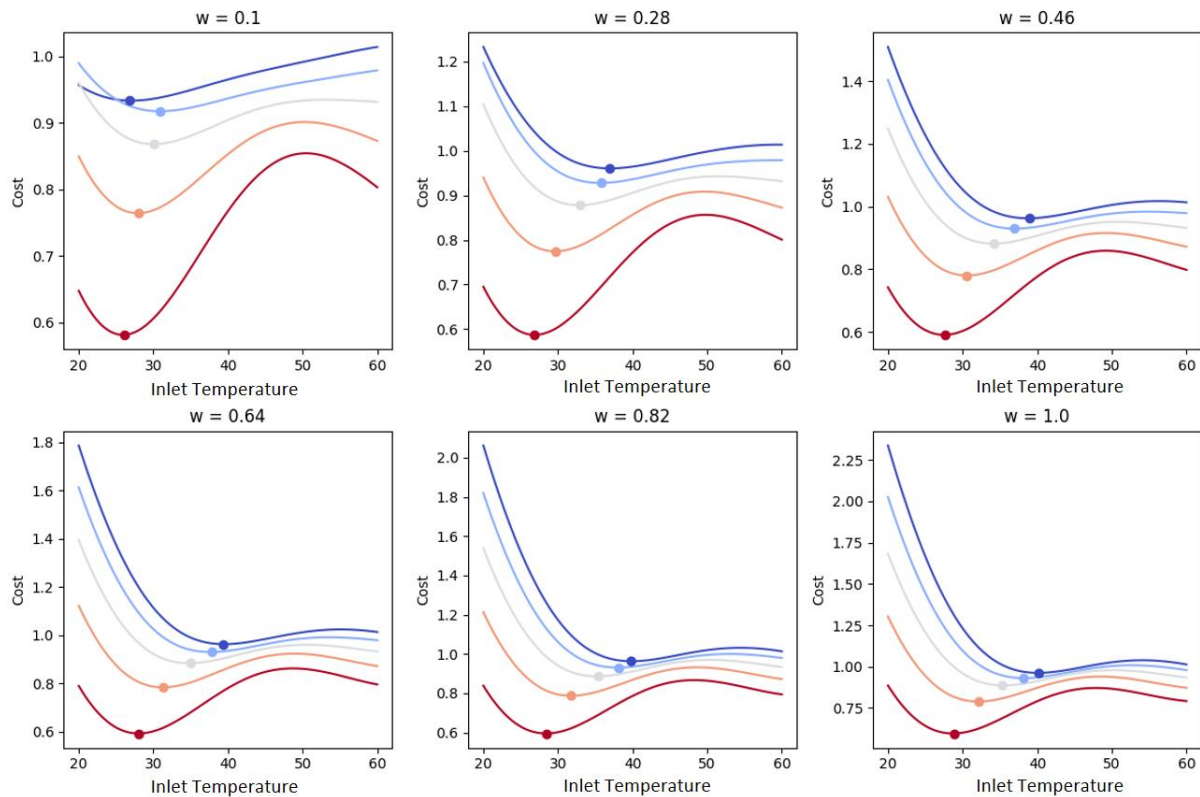 w = 0.1
w = 0.28
w = 0.46
Cost
1.0
0.9
0.8
0.7
0.6
20 30 40 50 60
Inlet Temperature
Cost
1.2
1.1
1.0
0.9
0.8
0.7
0.6
20 30 40 50 60
Inlet Temperature
Cost
1.4
1.2
1.0
0.8
0.6
20 30 40 50 60
Inlet Temperature
w = 0.64
w = 0.82
w = 1.0
Cost
1.8
1.6
1.4
1.2
1.0
0.8
0.6
20 30 40 50 60
Inlet Temperature
Cost
2.0
1.8
1.6
1.4
1.2
1.0
0.8
0.6
20 30 40 50 60
Inlet Temperature
Cost
2.25
2.00
1.75
1.50
1.25
1.00
0.75
20 30 40 50 60
Inlet Temperature